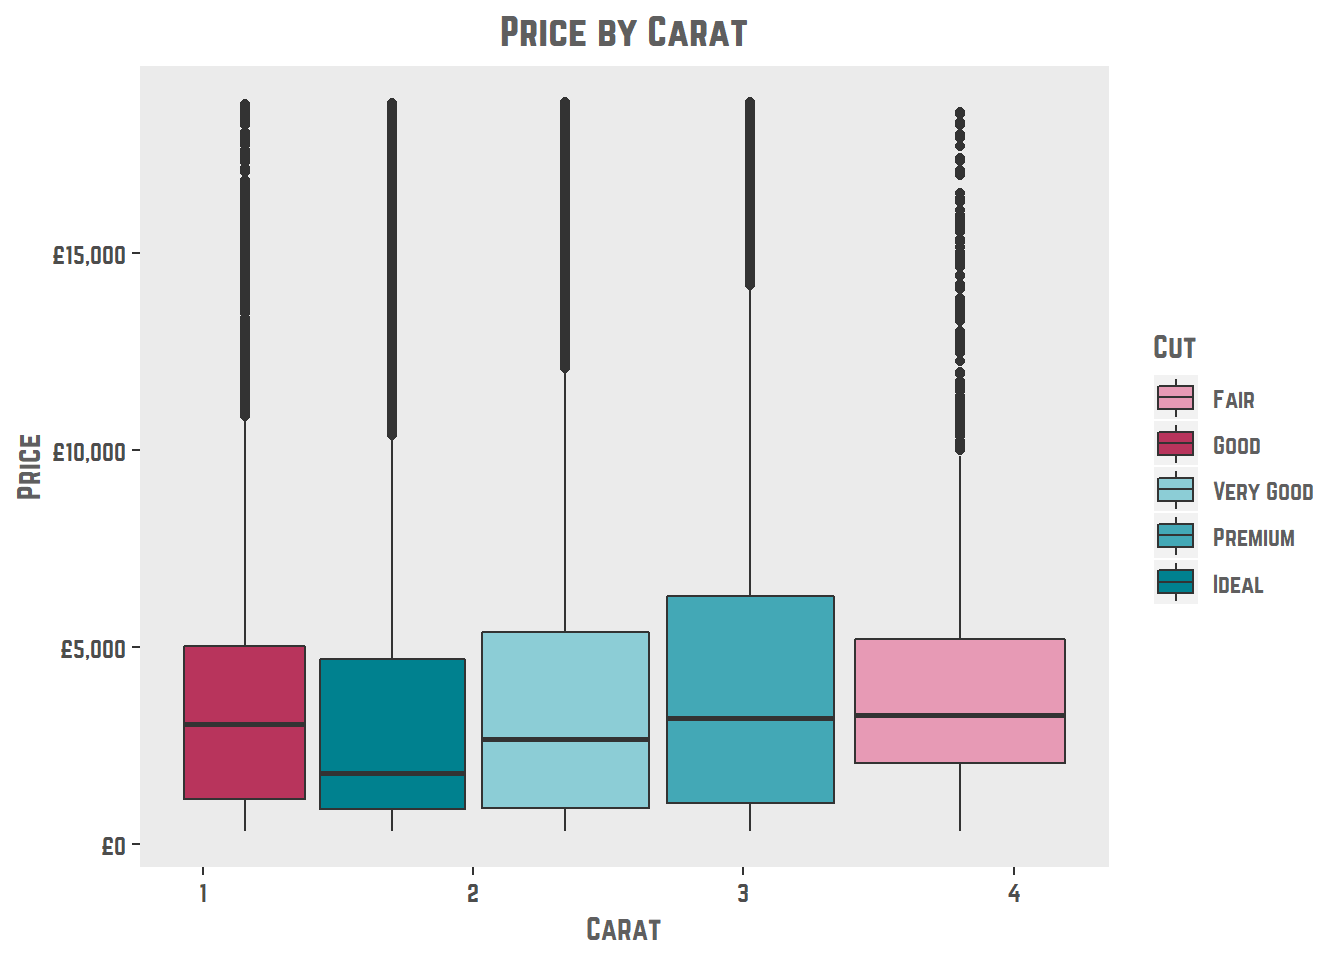 Price by Carat
£15,000
£10,000
£5,000
£0
Price
1 2 3 4
Carat
Cut
Fair
Good
Very Good
Premium
Ideal